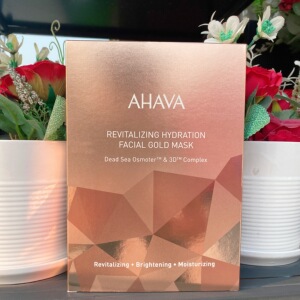 AHAVA
REVITALIZING HYDRATION
FACIAL GOLD MASK
Dead Sea Osmoter™ & 3D™ Complex
Revitalizing • Brightening • Moisturizing